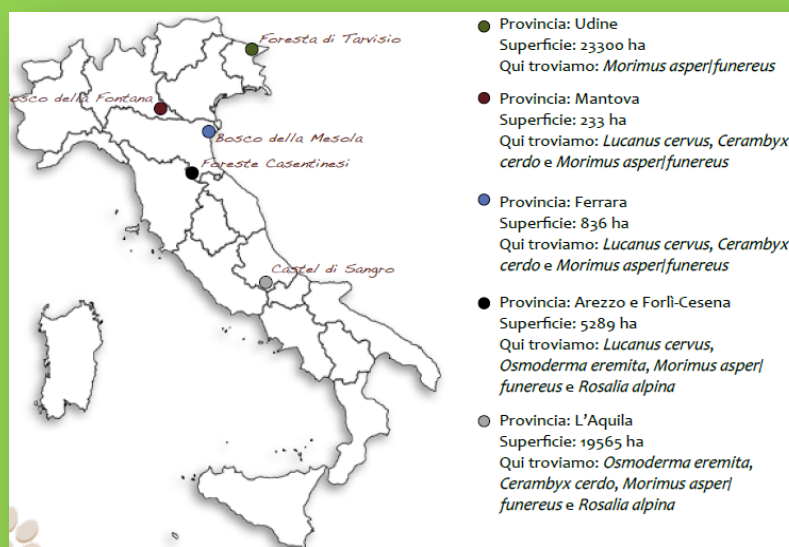 Foresta di Tarvisio
osco della Fontana
Bosco della Mesola
Foreste Casentinesi
Castel di Sangro
Provincia: Udine
Superficie: 23300 ha
Qui troviamo: Morimus asper/funereus
Provincia: Mantova
Superficie: 233 ha
Qui troviamo: Lucanus cervus, Cerambyx
cerdo e Morimus asper/funereus
Provincia: Ferrara
Superficie: 836 ha
Qui troviamo: Lucanus cervus, Cerambyx
cerdo e Morimus asper/funereus
Provincia: Arezzo e Forlì-Cesena
Superficie: 5289 ha
Qui troviamo: Lucanus cervus,
Osmoderma eremita, Morimus asper/
funereus e Rosalia alpina
Provincia: L'Aquila
Superficie: 19565 ha
Qui troviamo: Osmoderma eremita,
Cerambyx cerdo, Morimus asper/
funereus e Rosalia alpina